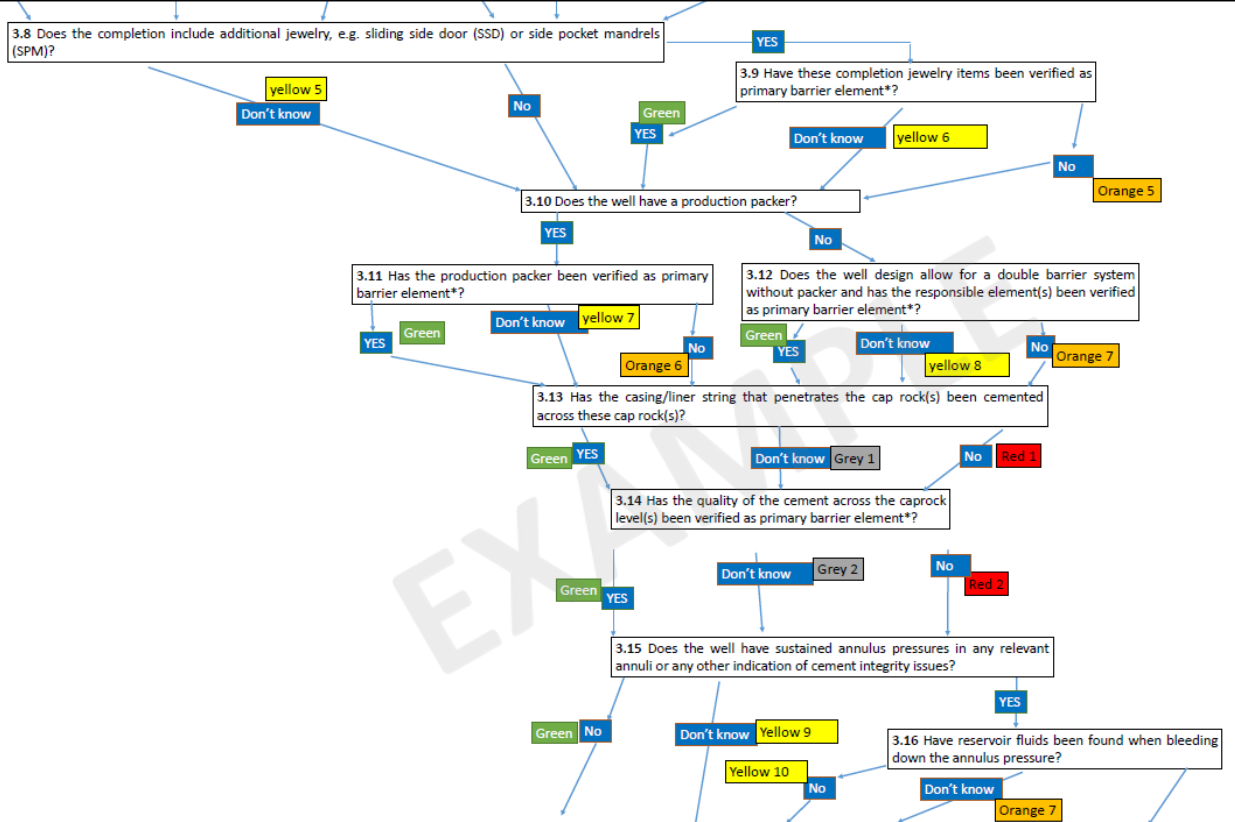 3.8 Does the completion include additional jewelry, e.g. sliding side door (SSD) or side pocket mandrels
(SPM)?
YES
3.9 Have these completion jewelry items been verified as
primary barrier element*?
yellow 5
Don't know
No
Green
YES
Don't know
yellow 6
No
Orange 5
3.10 Does the well have a production packer?
YES
No
3.11 Has the production packer been verified as primary
barrier element*?
3.12 Does the well design allow for a double barrier system
without packer and has the responsible element(s) been verified
as primary barrier element*?
YES
Green
Don't know
yellow 7
No
Orange 6
Green
YES
Don't know
yellow 8
No
Orange 7
3.13 Has the casing/liner string that penetrates the cap rock(s) been cemented
across these cap rock(s)?
Green
YES
Don't know
Grey 1
No
Red 1
3.14 Has the quality of the cement across the caprock
level(s) been verified as primary barrier element*?
Green
YES
Don't know
Grey 2
No
Red 2
3.15 Does the well have sustained annulus pressures in any relevant
annuli or any other indication of cement integrity issues?
Green
No
Don't know
Yellow 9
YES
3.16 Have reservoir fluids been found when bleeding
down the annulus pressure?
Yellow 10
No
Don't know
Orange 7
EXAMPLE